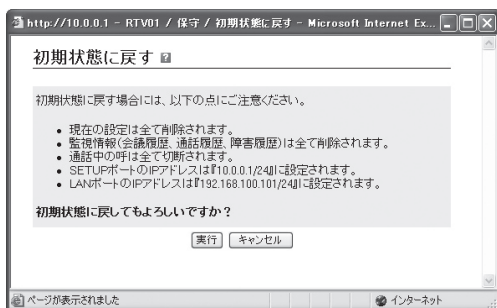 http://10.0.0.1 - RTV01 / 保守 / 初期状態に戻す - Microsoft Internet Ex...
初期状態に戻す ?
初期状態に戻す場合には、以下の点にご注意ください。
• 現在の設定は全て削除されます。
• 監視情報(会議履歴、通話履歴、障害履歴)は全て削除されます。
• 通話中の呼は全て切断されます。
• SETUPポートのIPアドレスは『10.0.0.1/24』に設定されます。
• LANポートのIPアドレスは『192.168.100.101/24』に設定されます。
初期状態に戻してもよろしいですか？
実行 キャンセル
ページが表示されました インターネット